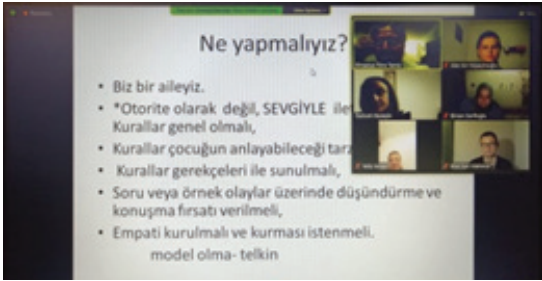 Ne yapmalıyız?
• Biz bir aileyiz.
• *Otorite olarak değil, SEVGİYLE ile
Kurallar genel olmalı,
• Kurallar çocuğun anlayabileceği tarz
• Kurallar gerekçeleri ile sunulmalı,
• Soru veya örnek olaylar üzerinde düşündürme ve
konuşma fırsatı verilmeli,
• Empati kurulmalı ve kurması istenmeli.
model olma- telkin